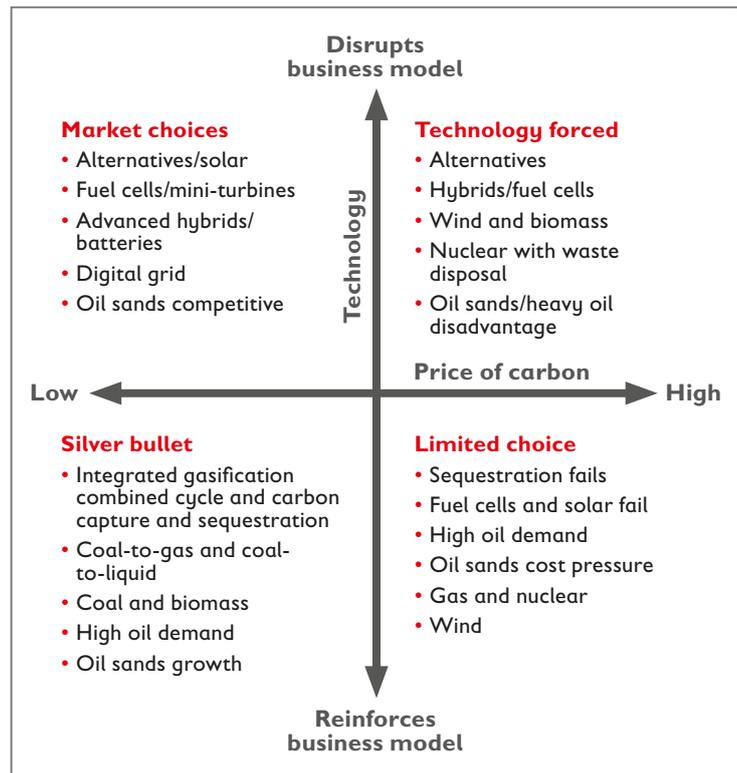 Disrupts
business model
Market choices
• Alternatives/solar
• Fuel cells/mini-turbines
• Advanced hybrids/
batteries
• Digital grid
• Oil sands competitive
Technology
Technology forced
• Alternatives
• Hybrids/fuel cells
• Wind and biomass
• Nuclear with waste
disposal
• Oil sands/heavy oil
disadvantage
Low
Price of carbon
High
Silver bullet
• Integrated gasification
combined cycle and carbon
capture and sequestration
• Coal-to-gas and coal-
to-liquid
• Coal and biomass
• High oil demand
• Oil sands growth
Limited choice
• Sequestration fails
• Fuel cells and solar fail
• High oil demand
• Oil sands cost pressure
• Gas and nuclear
• Wind
Reinforces
business model